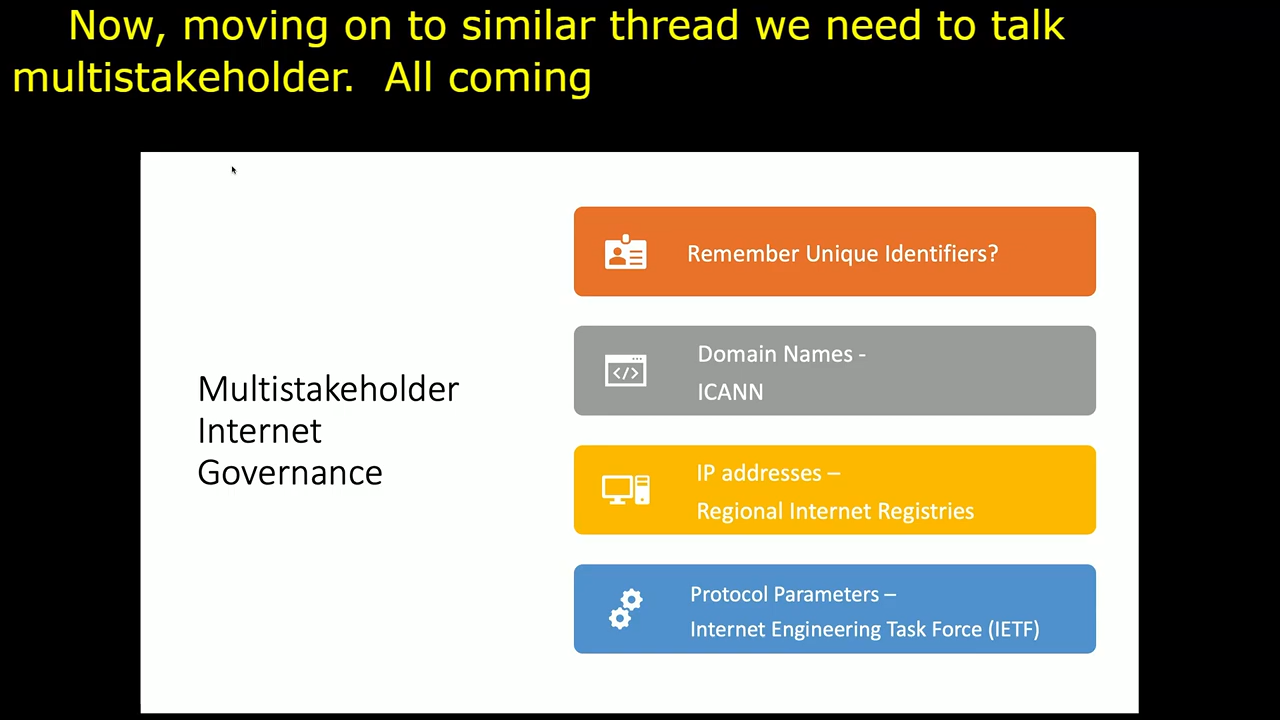 Now, moving on to similar thread we need to talk
multistakeholder.  All coming
Multistakeholder
Internet
Governance
Remember Unique Identifiers?
Domain Names -
ICANN
IP addresses –
Regional Internet Registries
Protocol Parameters –
Internet Engineering Task Force (IETF)